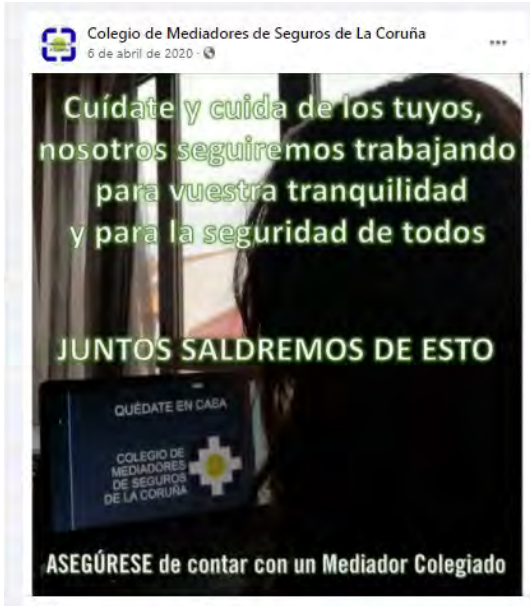 Colegio de Mediadores de Seguros de La Coruña
6 de abril de 2020 ·
Cuídate y cuida de los tuyos,
nosotros seguiremos trabajando
para vuestra tranquilidad
y para la seguridad de todos
JUNTOS SALDREMOS DE ESTO
QUÉDATE EN CASA
COLEGIO DE
MEDIADORES
DE SEGUROS
DE LA CORUÑA
ASEGÚRESE de contar con un Mediador Colegiado